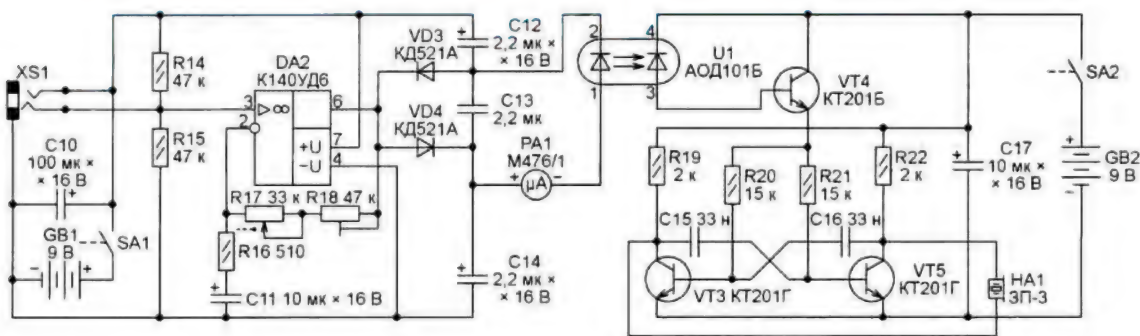 XS1
C10
100 мк ×
× 16 В
GB1
9 В
SA1
R14
47 к
R15
47 к
DA2
К140УД6
3
2
▷∞
6
7
4
+U
−U
R17 33 к
R18 47 к
R16 510
C11 10 мк × 16 В
VD3
КД521А
VD4
КД521А
C12
2,2 мк ×
× 16 В
C13
2,2 мк
PA1
М476/1
+
μA
−
C14
2,2 мк ×
× 16 В
2
4
1
3
U1
АОД101Б
VT4
КТ201Б
R19
2 к
R20
15 к
R21
15 к
R22
2 к
C15 33 н
C16 33 н
VT3 КТ201Г
VT5
КТ201Г
C17
10 мк ×
× 16 В
HA1
ЗП-3
SA2
GB2
9 В